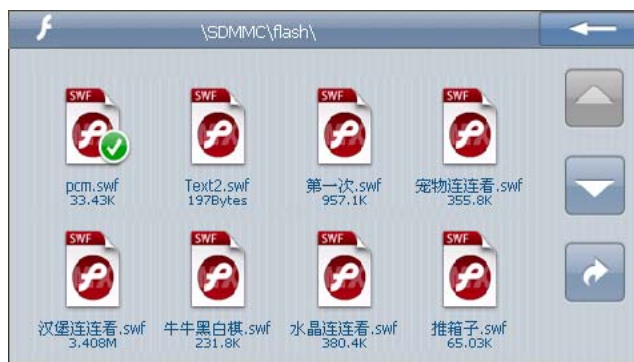 \SDMMC\flash\
SWF SWF SWF SWF
pcm.swf Text2.swf 第一次.swf 宠物连连看.swf
33.43K 197Bytes 957.1K 355.8K
SWF SWF SWF SWF
汉堡连连看.swf 牛牛黑白棋.swf 水晶连连看.swf 推箱子.swf
3.408M 231.8K 380.4K 65.03K